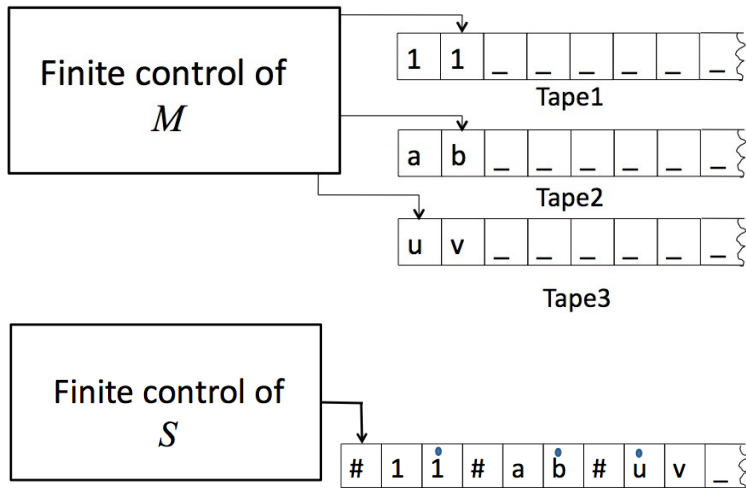 Finite control of
M
1 1 _ _ _ _ _ _
Tape1
a b _ _ _ _ _ _
Tape2
u v _ _ _ _ _ _
Tape3
Finite control of
S
# 1 1̇ # a ḃ # u̇ v _